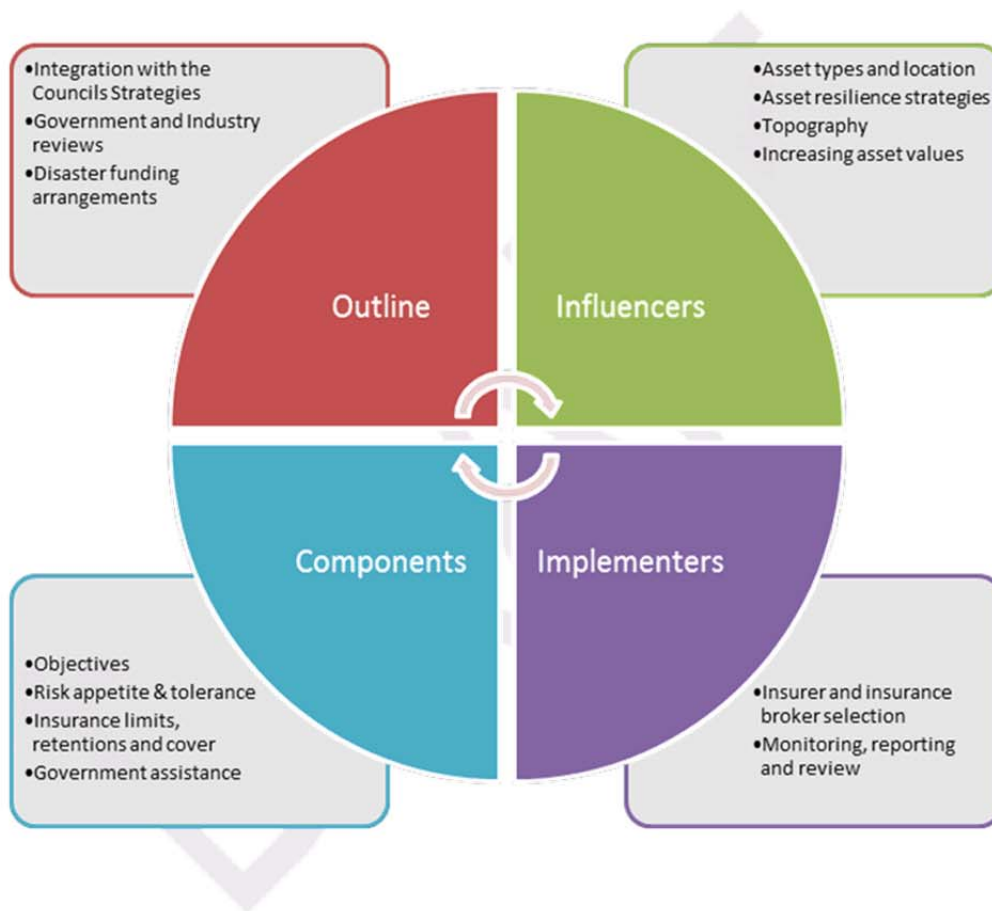 •Integration with the
Councils Strategies
•Government and Industry
reviews
•Disaster funding
arrangements
•Asset types and location
•Asset resilience strategies
•Topography
•Increasing asset values
Outline
Influencers
Components
Implementers
•Objectives
•Risk appetite & tolerance
•Insurance limits,
retentions and cover
•Government assistance
•Insurer and insurance
broker selection
•Monitoring, reporting
and review